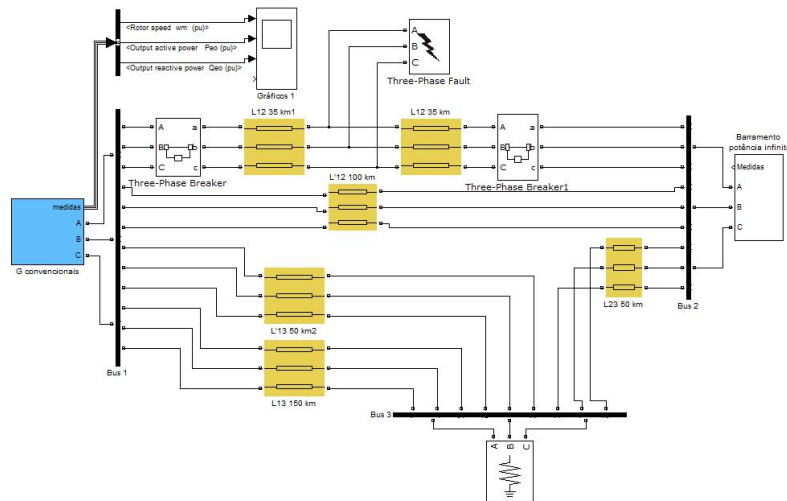 <Rotor speed wm (pu)>
<Output active power Peo (pu)>
<Output reactive power Qeo (pu)>
Gráficos 1
A
B
C
Three-Phase Fault
L12 35 km1
L12 35 km
A a
B b
C c
Three-Phase Breaker
A a
B b
C c
Three-Phase Breaker1
Barramento
potência infinita
Medidas
A
B
C
L'12 100 km
medidas
A
B
C
G convencionais
L'13 50 km2
L23 50 km
Bus 2
Bus 1
L13 150 km
Bus 3
A B C